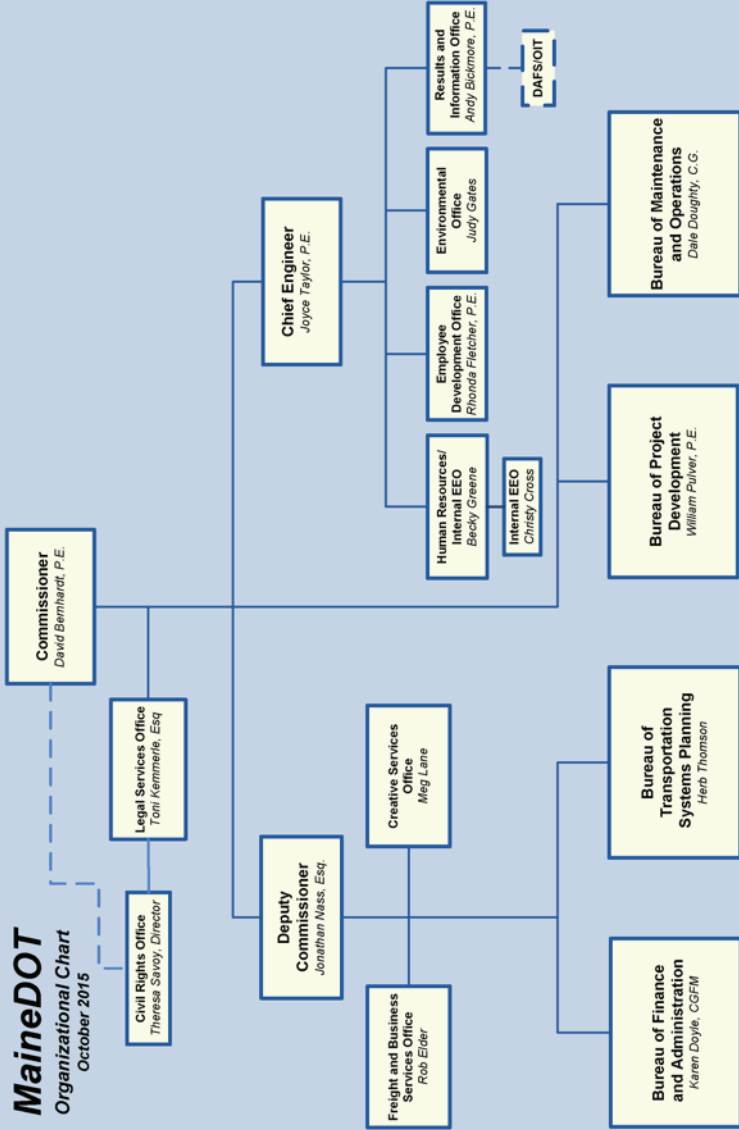 MaineDOT
Organizational Chart
October 2015
Commissioner
David Bernhardt, P.E.
Civil Rights Office
Theresa Savoy, Director
Legal Services Office
Toni Kemmerle, Esq
Deputy
Commissioner
Jonathan Nass, Esq.
Chief Engineer
Joyce Taylor, P.E.
Freight and Business
Services Office
Rob Elder
Creative Services
Office
Meg Lane
Human Resources/
Internal EEO
Becky Greene
Employee
Development Office
Rhonda Fletcher, P.E.
Environmental
Office
Judy Gates
Results and
Information Office
Andy Bickmore, P.E.
Internal EEO
Christy Cross
DAFS/OIT
Bureau of Finance
and Administration
Karen Doyle, CGFM
Bureau of
Transportation
Systems Planning
Herb Thomson
Bureau of Project
Development
William Pulver, P.E.
Bureau of Maintenance
and Operations
Dale Doughty, C.G.